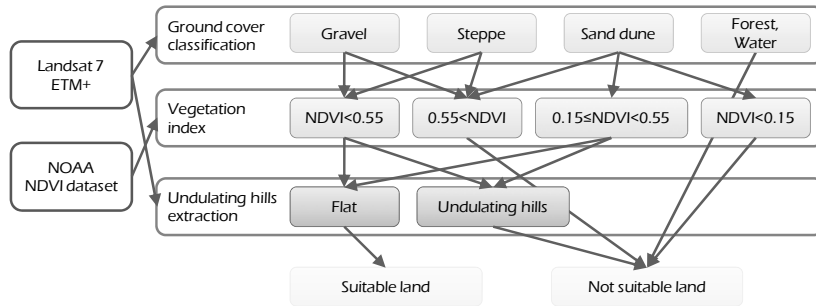 Ground cover
classification
Gravel
Steppe
Sand dune
Forest,
Water
Landsat 7
ETM+
Vegetation
index
NDVI<0.55
0.55<NDVI
0.15≤NDVI<0.55
NDVI<0.15
NOAA
NDVI dataset
Undulating hills
extraction
Flat
Undulating hills
Suitable land
Not suitable land